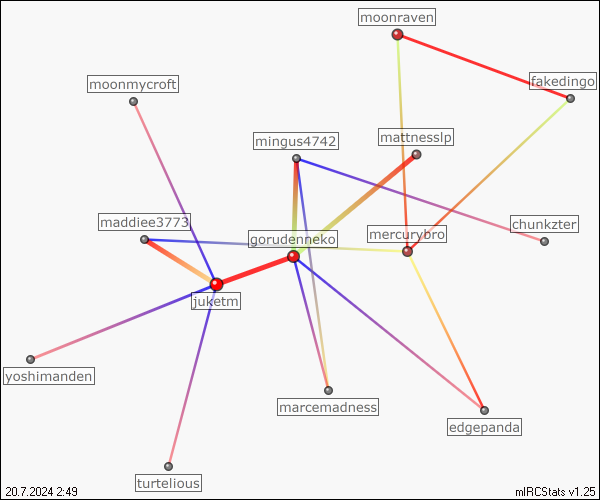 moonraven
fakedingo
moonmycroft
mattnesslp
mingus4742
maddiee3773
chunkzter
mercurybro
gorudenneko
juketm
yoshimanden
marcemadness
edgepanda
turtelious
20.7.2024 2:49
mIRCStats v1.25